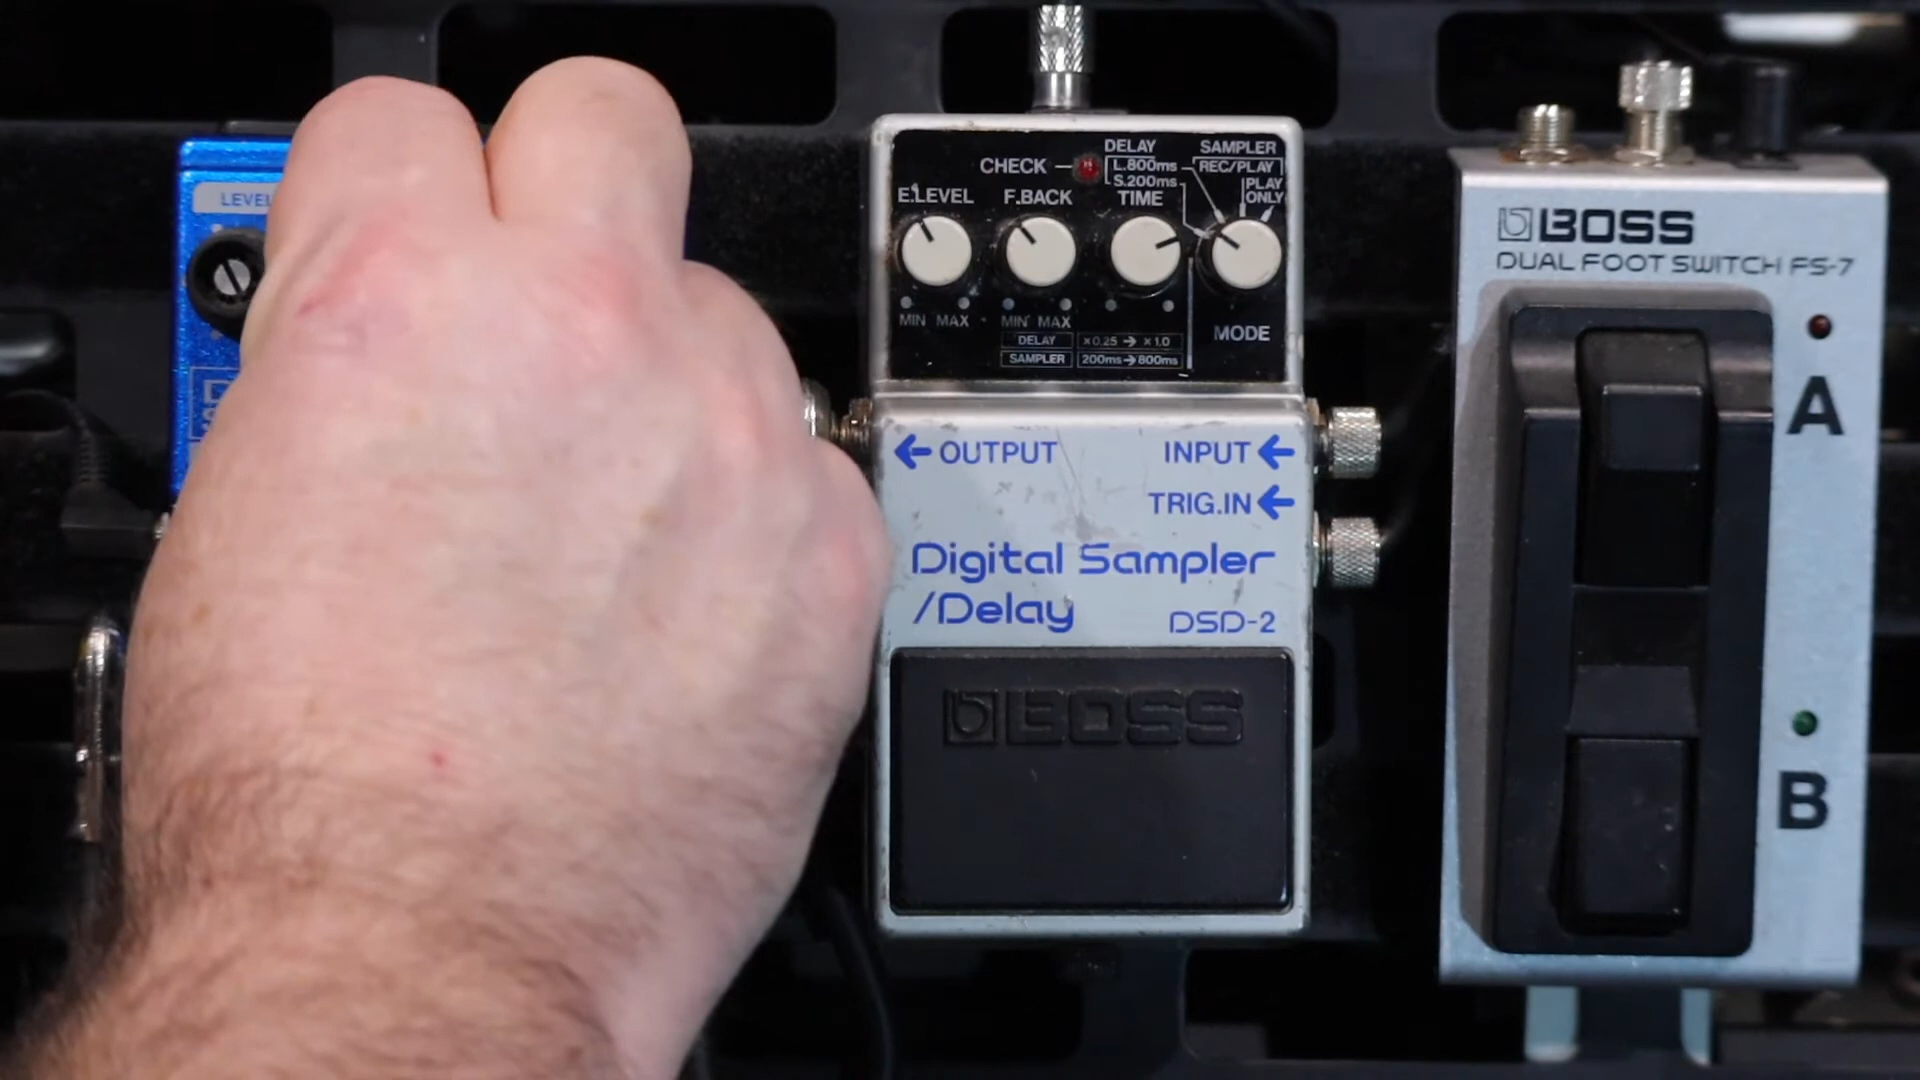 LEVEL
DELAY
SAMPLER
CHECK
L.800ms
REC/PLAY
S.200ms
PLAY
ONLY
E.LEVEL
F.BACK
TIME
MIN MAX
MIN MAX
MODE
DELAY
x0.25 → x1.0
SAMPLER
200ms→800ms
← OUTPUT
INPUT ←
TRIG.IN ←
Digital Sampler
/Delay
DSD-2
BOSS
BOSS
DUAL FOOT SWITCH FS-7
A
B